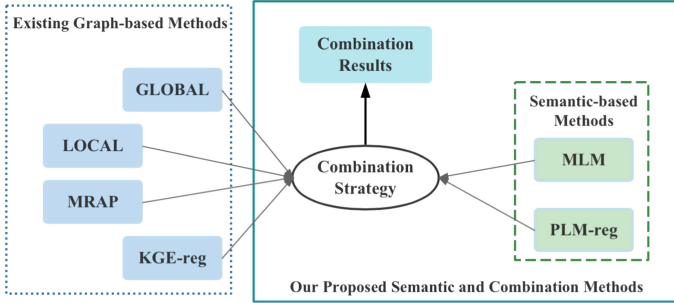 Existing Graph-based Methods
GLOBAL
LOCAL
MRAP
KGE-reg
Combination
Results
Combination
Strategy
Semantic-based
Methods
MLM
PLM-reg
Our Proposed Semantic and Combination Methods